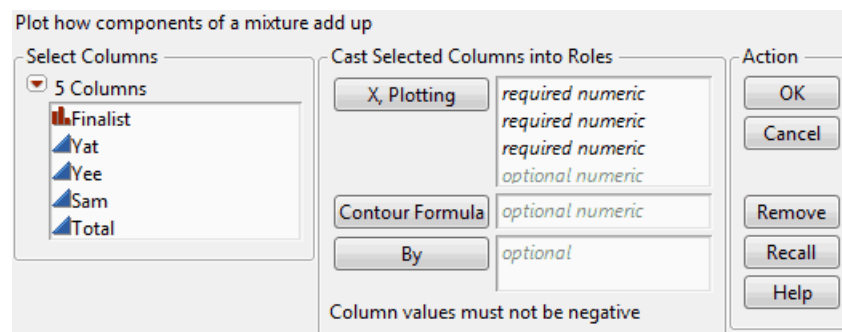 Plot how components of a mixture add up
Select Columns
5 Columns
Finalist
Yat
Yee
Sam
Total
Cast Selected Columns into Roles
X, Plotting
required numeric
required numeric
required numeric
optional numeric
Contour Formula
optional numeric
By
optional
Column values must not be negative
Action
OK
Cancel
Remove
Recall
Help